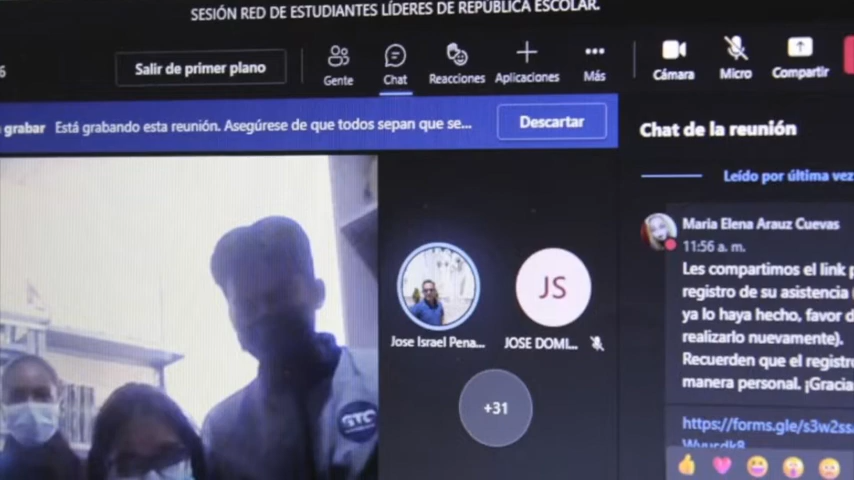 SESIÓN RED DE ESTUDIANTES LÍDERES DE REPÚBLICA ESCOLAR.
6
Salir de primer plano
Gente
Chat
Reacciones
Aplicaciones
Más
Cámara
Micro
Compartir
grabar Está grabando esta reunión. Asegúrese de que todos sepan que se...
Descartar
Jose Israel Pena...
JS
JOSE DOMI...
+31
Chat de la reunión
Leído por última vez
Maria Elena Arauz Cuevas
11:56 a. m.
Les compartimos el link
registro de su asistencia
ya lo haya hecho, favor d
realizarlo nuevamente).
Recuerden que el registro
manera personal. ¡Gracia
https://forms.gle/s3w2ss